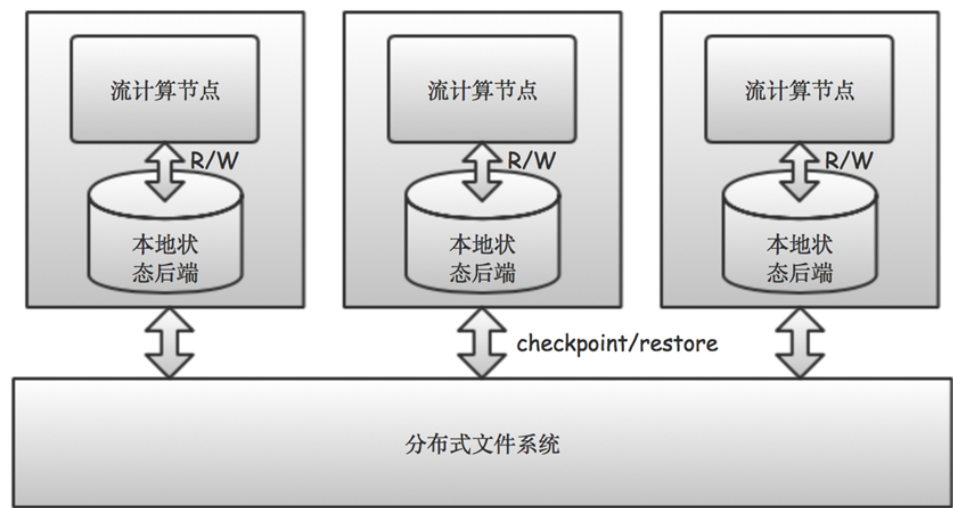 流计算节点
流计算节点
流计算节点
R/W
R/W
R/W
本地状
态后端
本地状
态后端
本地状
态后端
checkpoint/restore
分布式文件系统